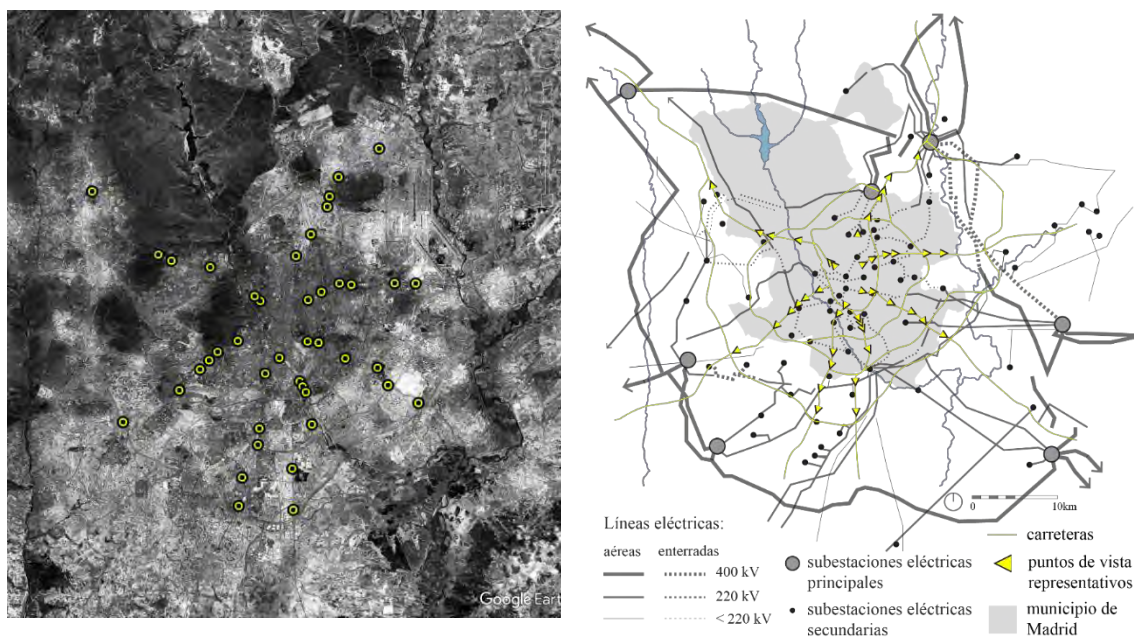 Google Eart
0
10km
Líneas eléctricas:
aéreas enterradas
400 kV
220 kV
< 220 kV
subestaciones eléctricas
principales
subestaciones eléctricas
secundarias
carreteras
puntos de vista
representativos
municipio de
Madrid